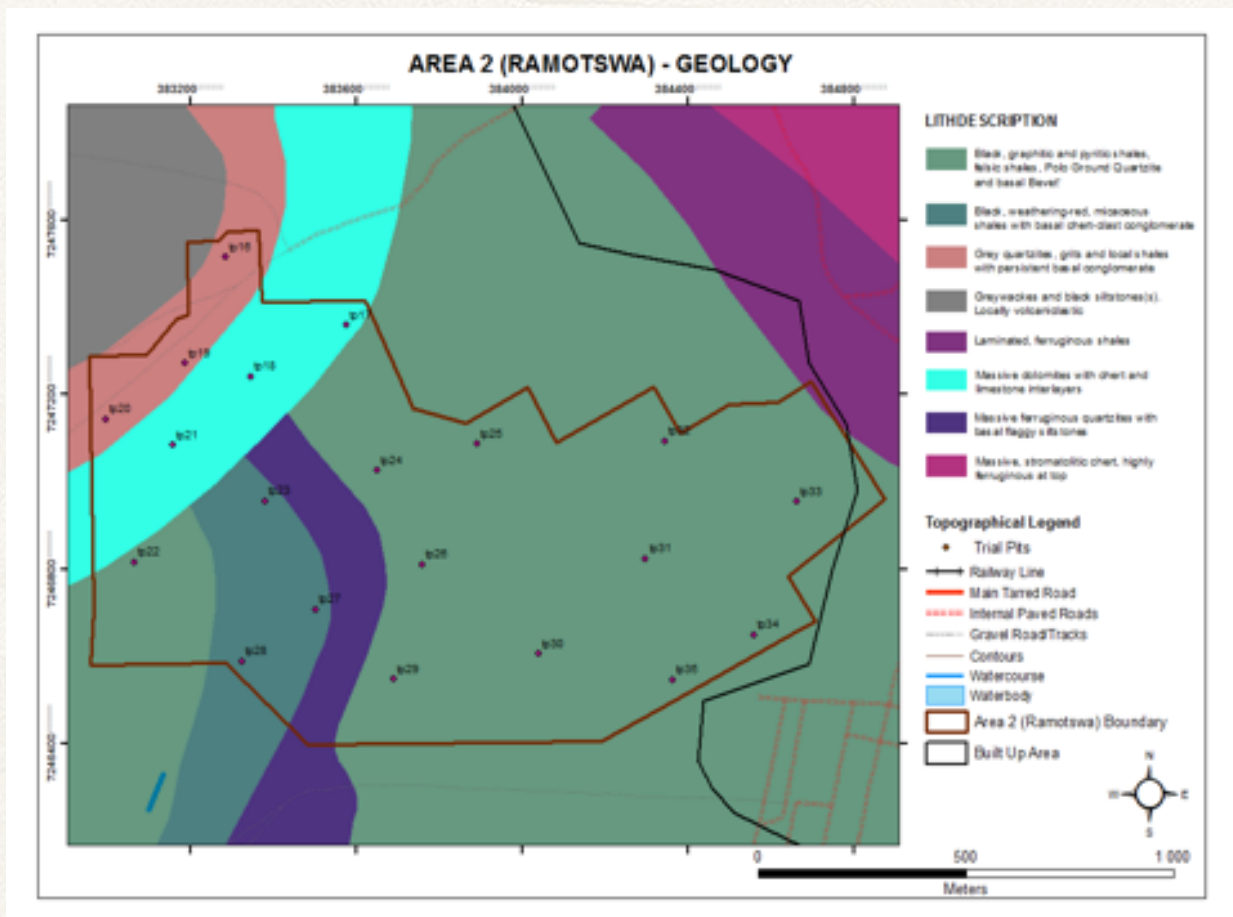 AREA 2 (RAMOTSWA) - GEOLOGY
383200
383600
384000
384400
384800
7247600
7247200
7246800
7246400
tp16
tp17
tp18
tp19
tp20
tp21
tp22
tp23
tp24
tp25
tp26
tp27
tp28
tp29
tp30
tp31
tp32
tp33
tp34
tp35
LITHDESCRIPTION
Black, graphitic and pyritic shales,
felsic shales, Polo Ground Quartzite
and basal
Black, weathering-red, micaceous
shales with basal chert-clast conglomerate
Grey quartzites, grits and local shales
with persistent basal conglomerate
Greywackes and black siltstones(s).
Locally volcaniclastic
Laminated, ferruginous shales
Massive dolomites with chert and
limestone interlayers
Massive ferruginous quartzites with
basal flaggy siltstones
Massive, stromatolitic chert, highly
ferruginous at top
Topographical Legend
Trial Pits
Railway Line
Main Tarred Road
Internal Paved Roads
Gravel Road/Tracks
Contours
Watercourse
Waterbody
Area 2 (Ramotswa) Boundary
Built Up Area
N
W
E
S
0
500
1 000
Meters